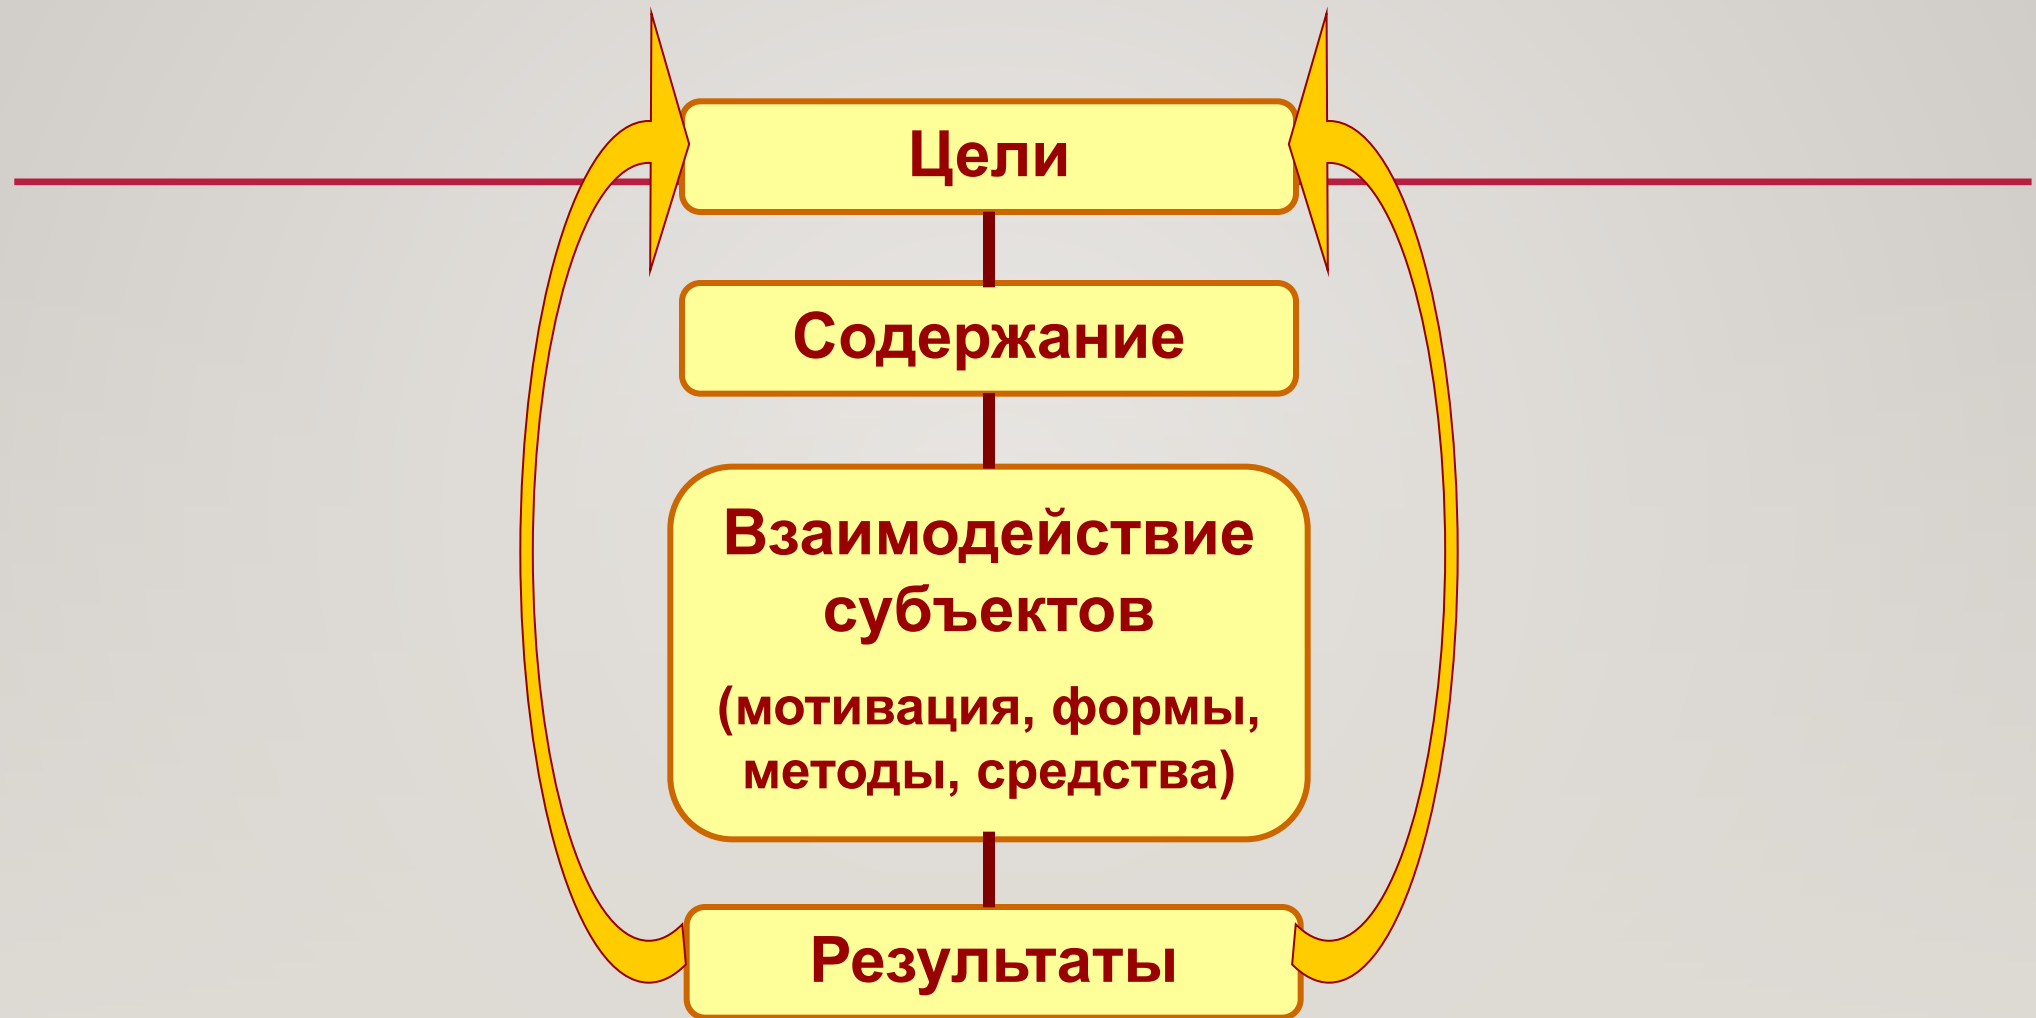 Цели
Содержание
Взаимодействие
субъектов
(мотивация, формы,
методы, средства)
Результаты